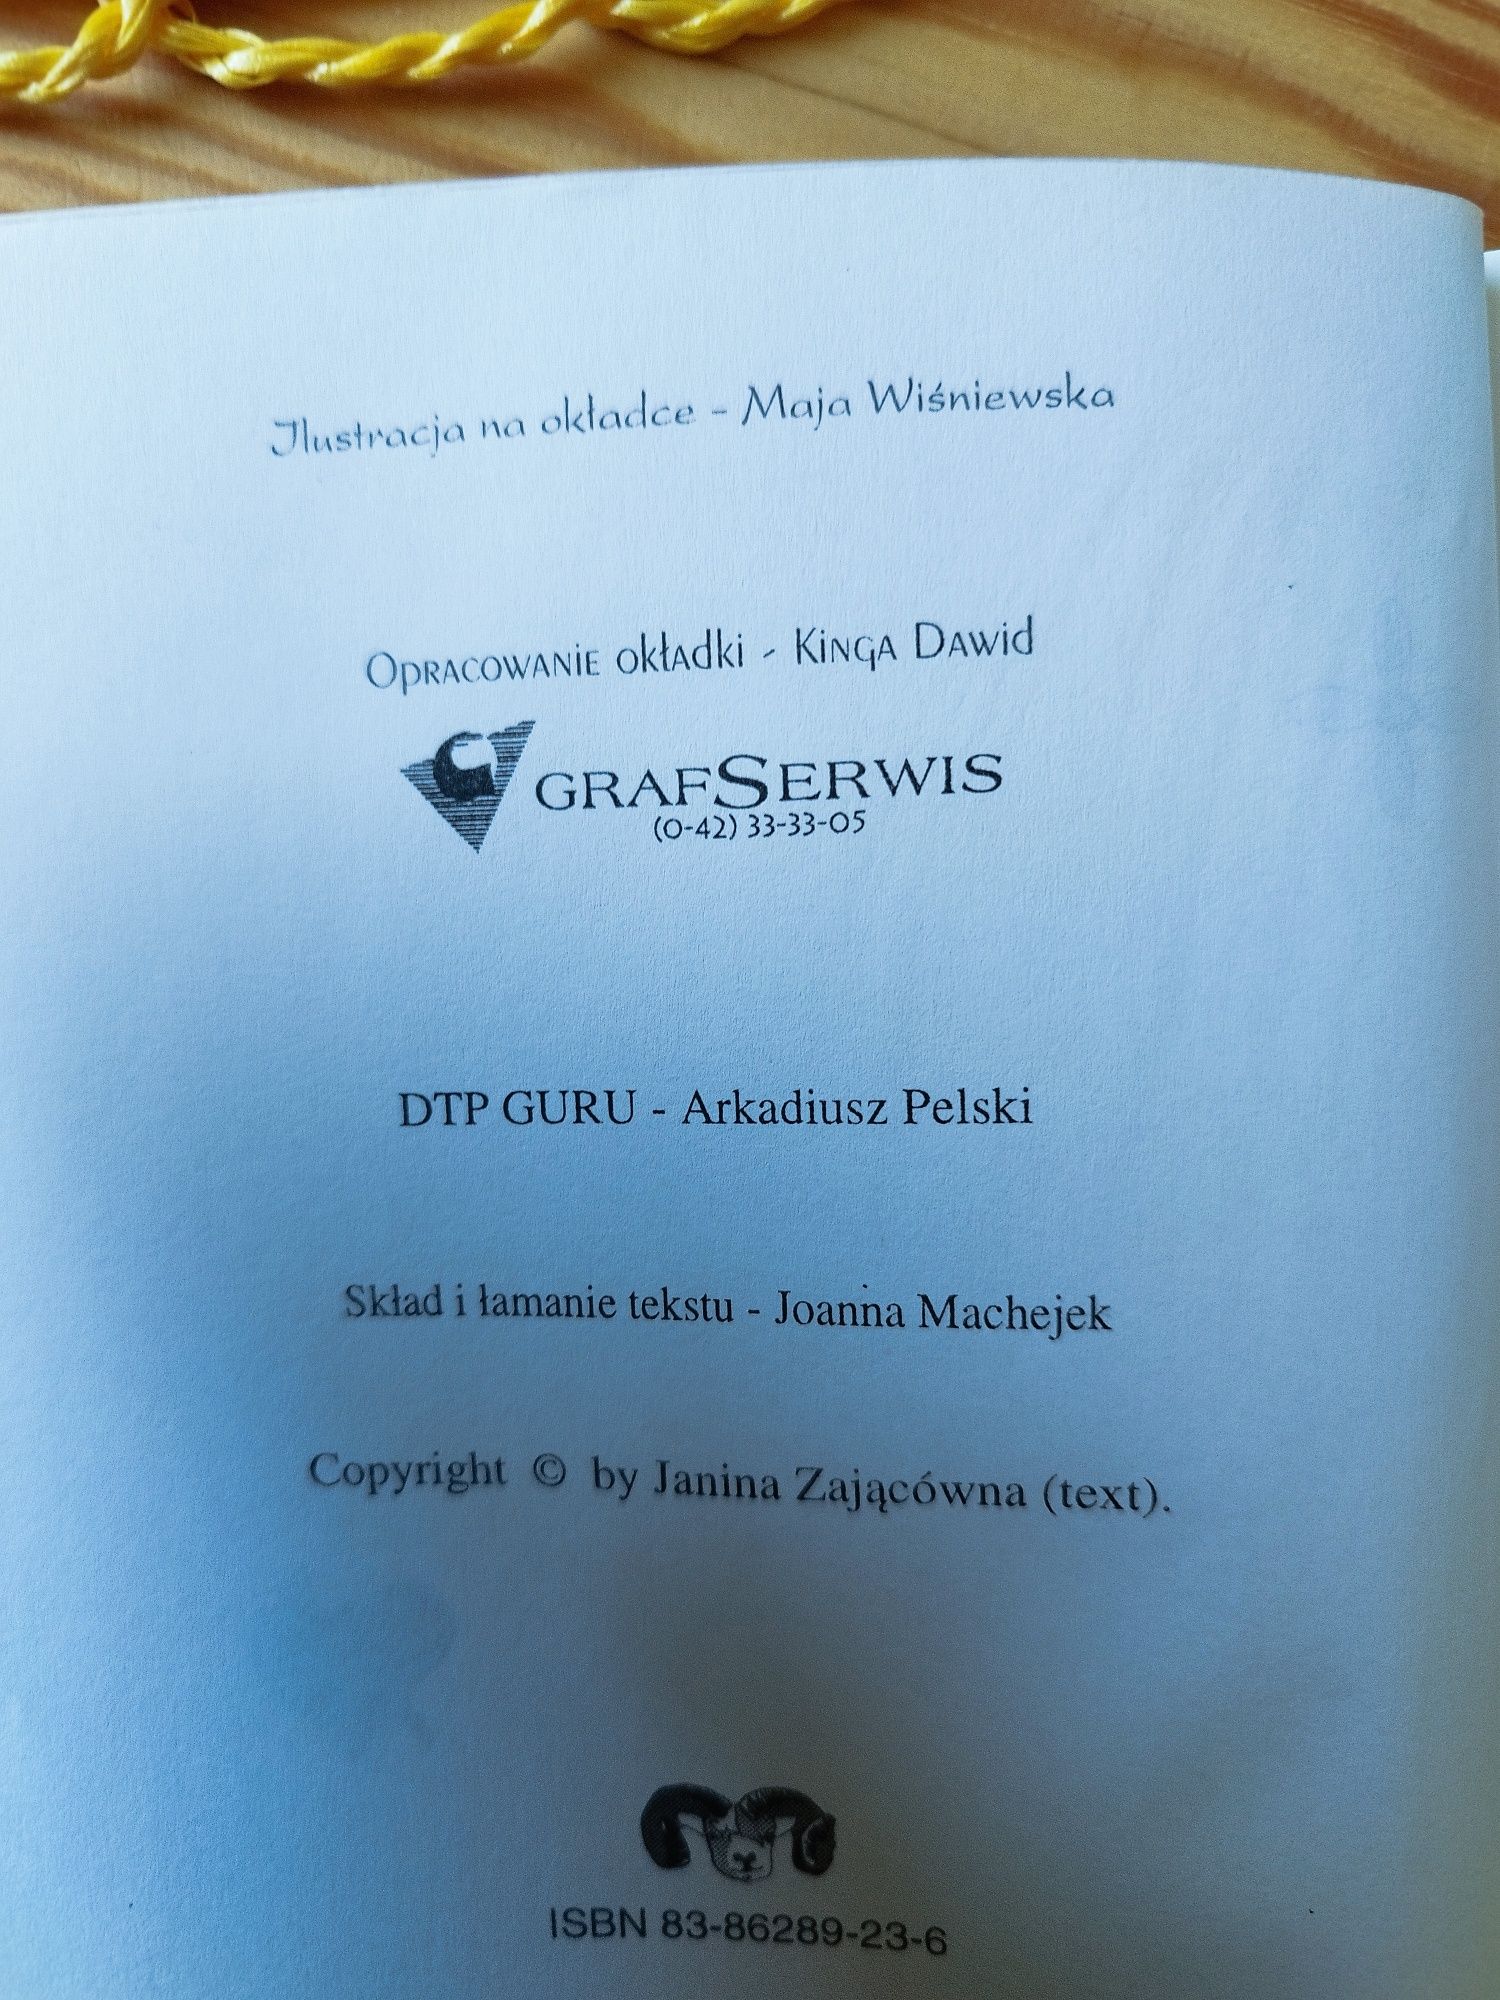 Ilustracja na okładce - Maja Wiśniewska
Opracowanie okładki - Kinga Dawid
GRAFSERWIS
(0-42) 33-33-05
DTP GURU - Arkadiusz Pelski
Skład i łamanie tekstu - Joanna Machejek
Copyright © by Janina Zającówna (text).
ISBN 83-86289-23-6